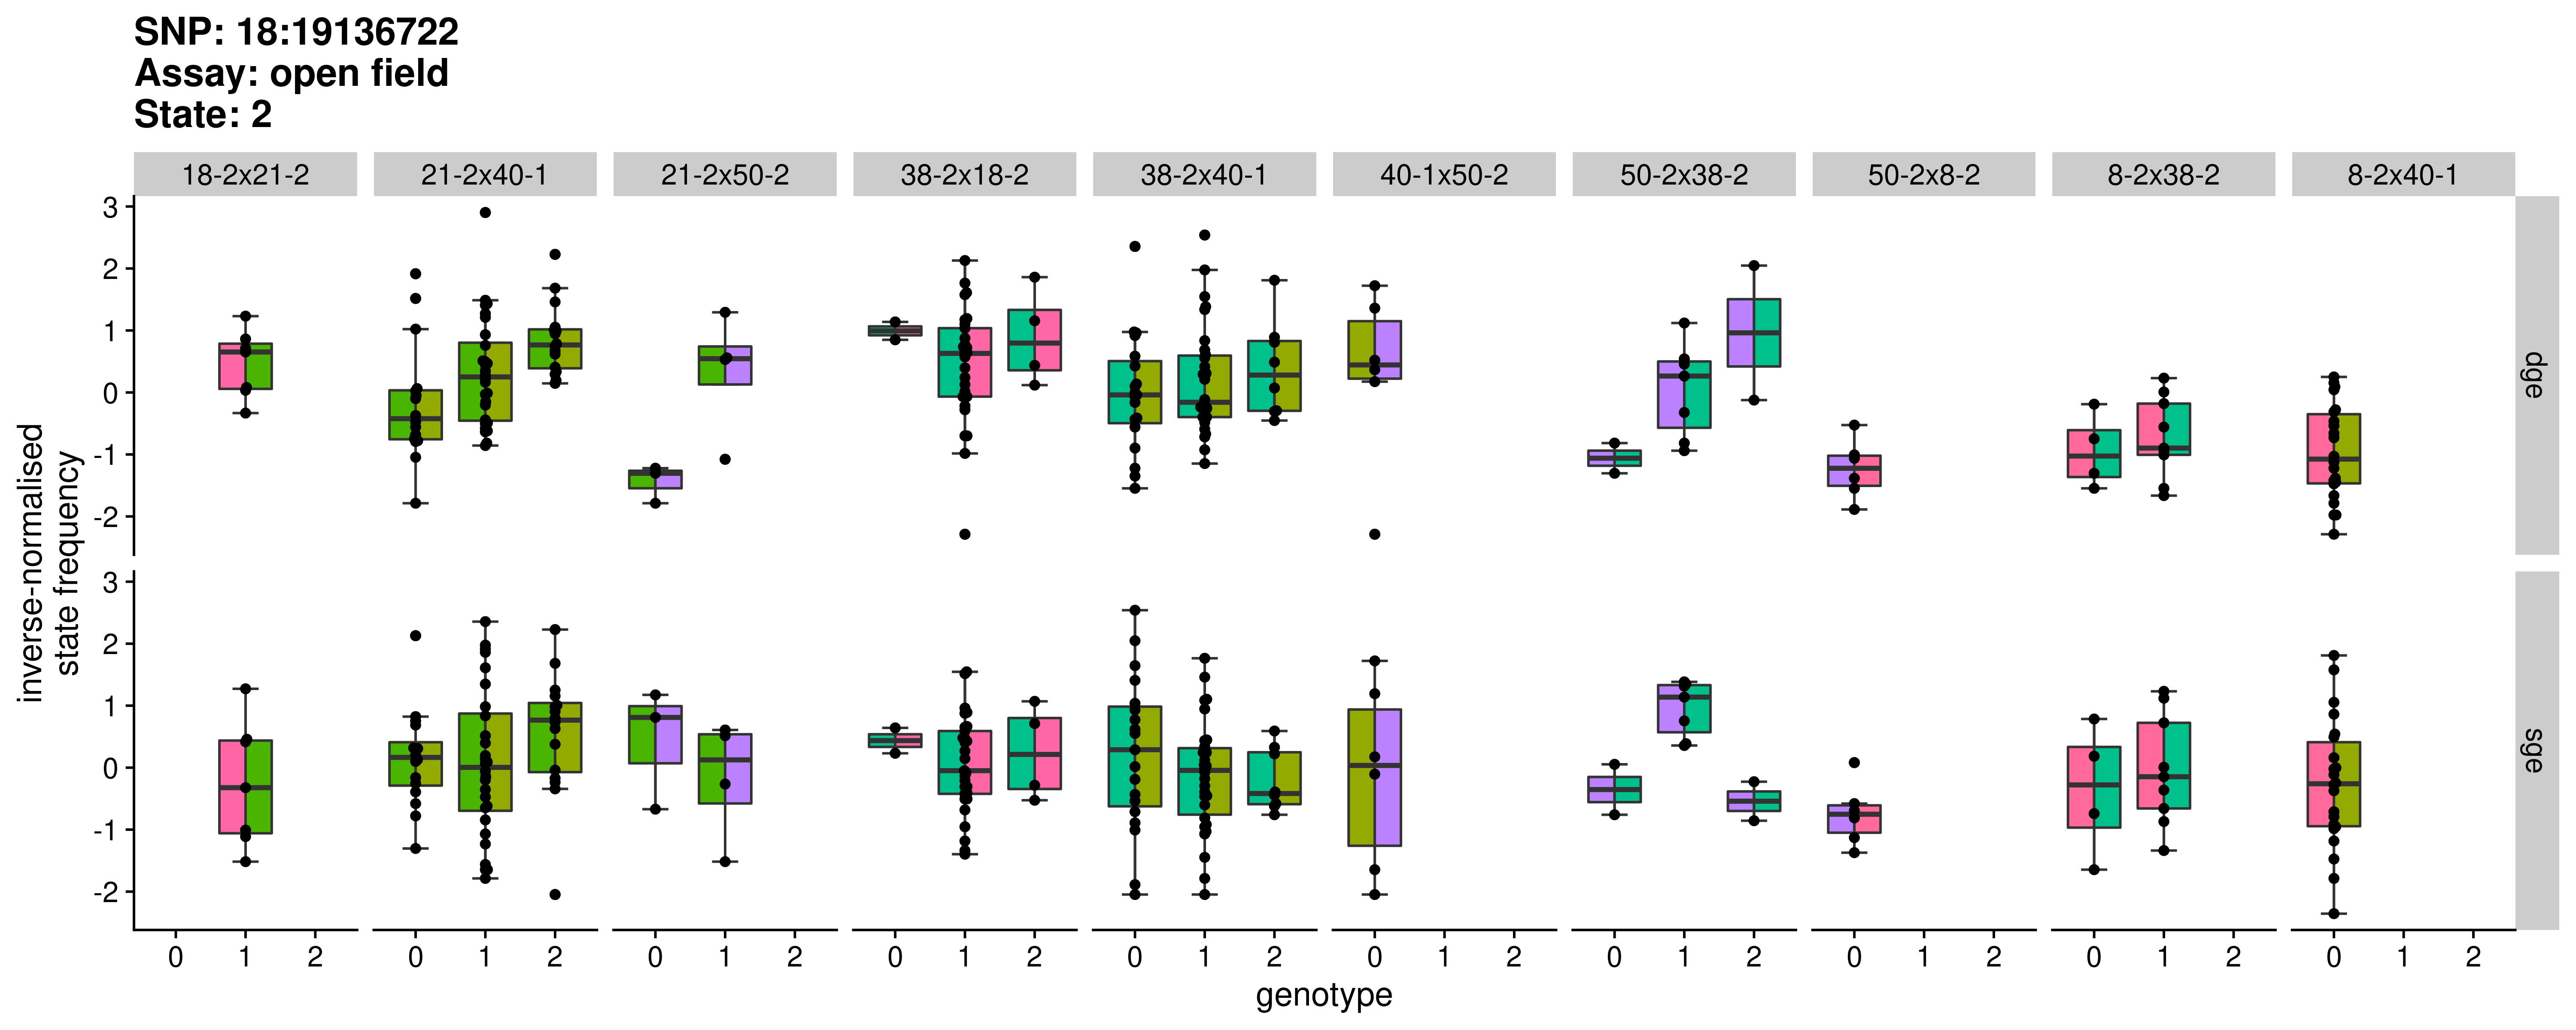 SNP: 18:19136722
Assay: open field
State: 2
18-2x21-2 21-2x40-1 21-2x50-2 38-2x18-2 38-2x40-1 40-1x50-2 50-2x38-2 50-2x8-2 8-2x38-2 8-2x40-1
3
2
1
0
-1
-2
dge
3
2
1
0
-1
-2
sge
inverse-normalised
state frequency
0 1 2 0 1 2 0 1 2 0 1 2 0 1 2 0 1 2 0 1 2 0 1 2 0 1 2 0 1 2
genotype